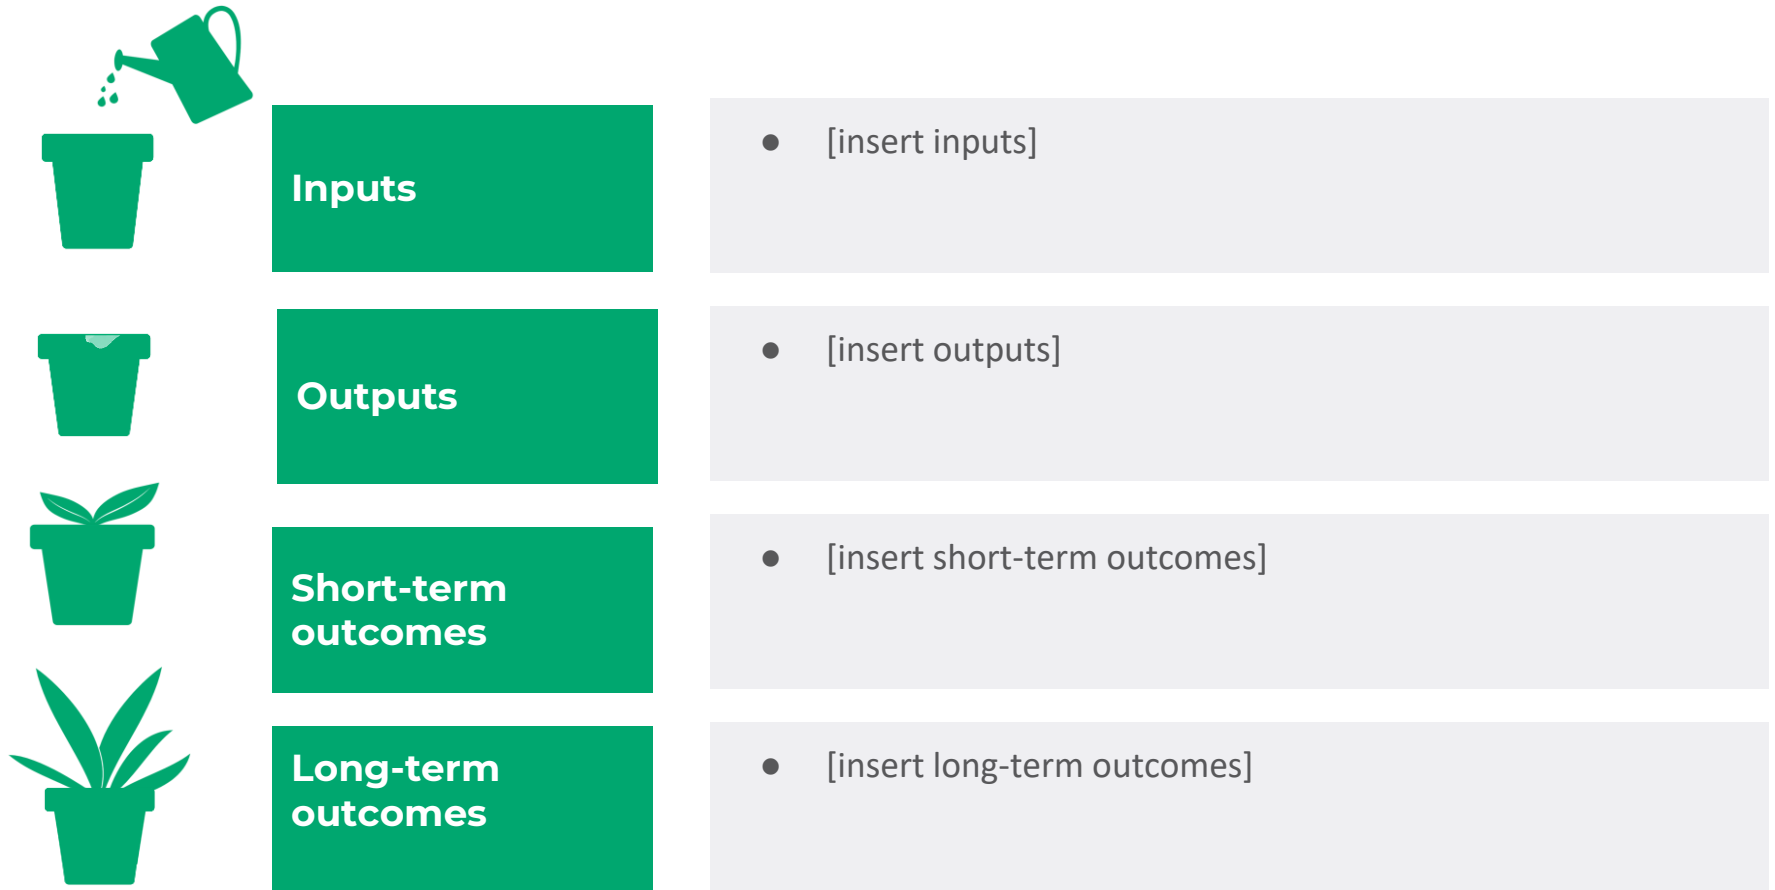 Inputs
● [insert inputs]
Outputs
● [insert outputs]
Short-term
outcomes
● [insert short-term outcomes]
Long-term
outcomes
● [insert long-term outcomes]